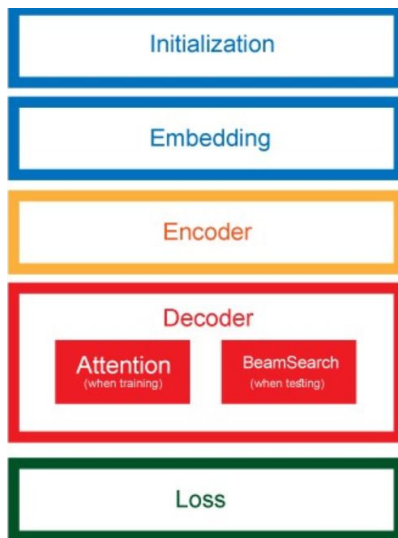 Initialization
Embedding
Encoder
Decoder
Attention
(when training)
BeamSearch
(when testing)
Loss